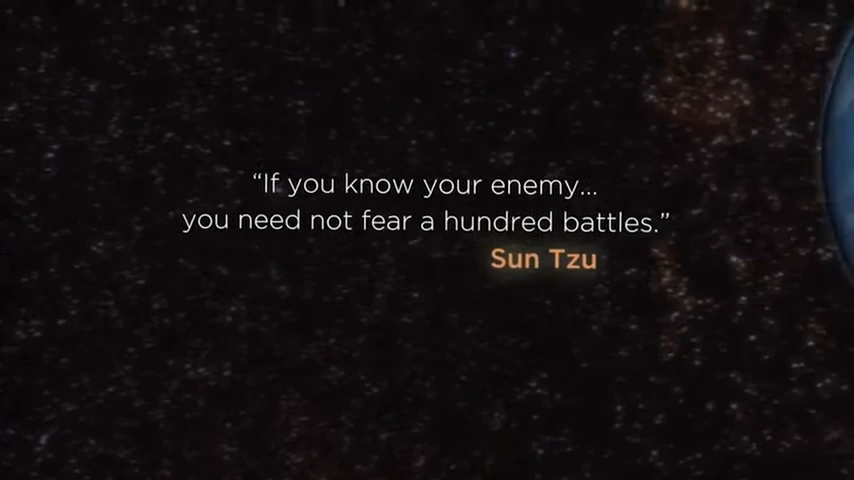 “If you know your enemy...
you need not fear a hundred battles.”
Sun Tzu